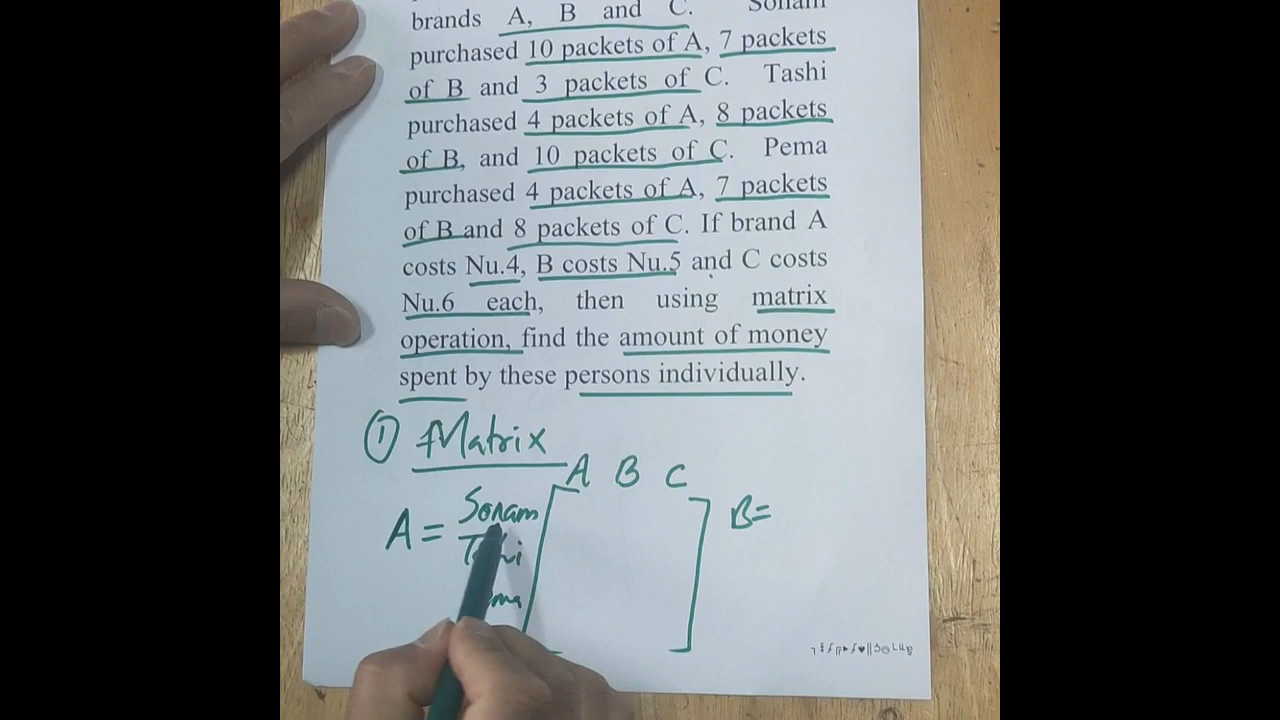 brands A, B and C. Sonam
purchased 10 packets of A, 7 packets
of B and 3 packets of C. Tashi
purchased 4 packets of A, 8 packets
of B, and 10 packets of C. Pema
purchased 4 packets of A, 7 packets
of B and 8 packets of C. If brand A
costs Nu.4, B costs Nu.5 and C costs
Nu.6 each, then using matrix
operation, find the amount of money
spent by these persons individually.
① Matrix
A B C
A = Sonam B=